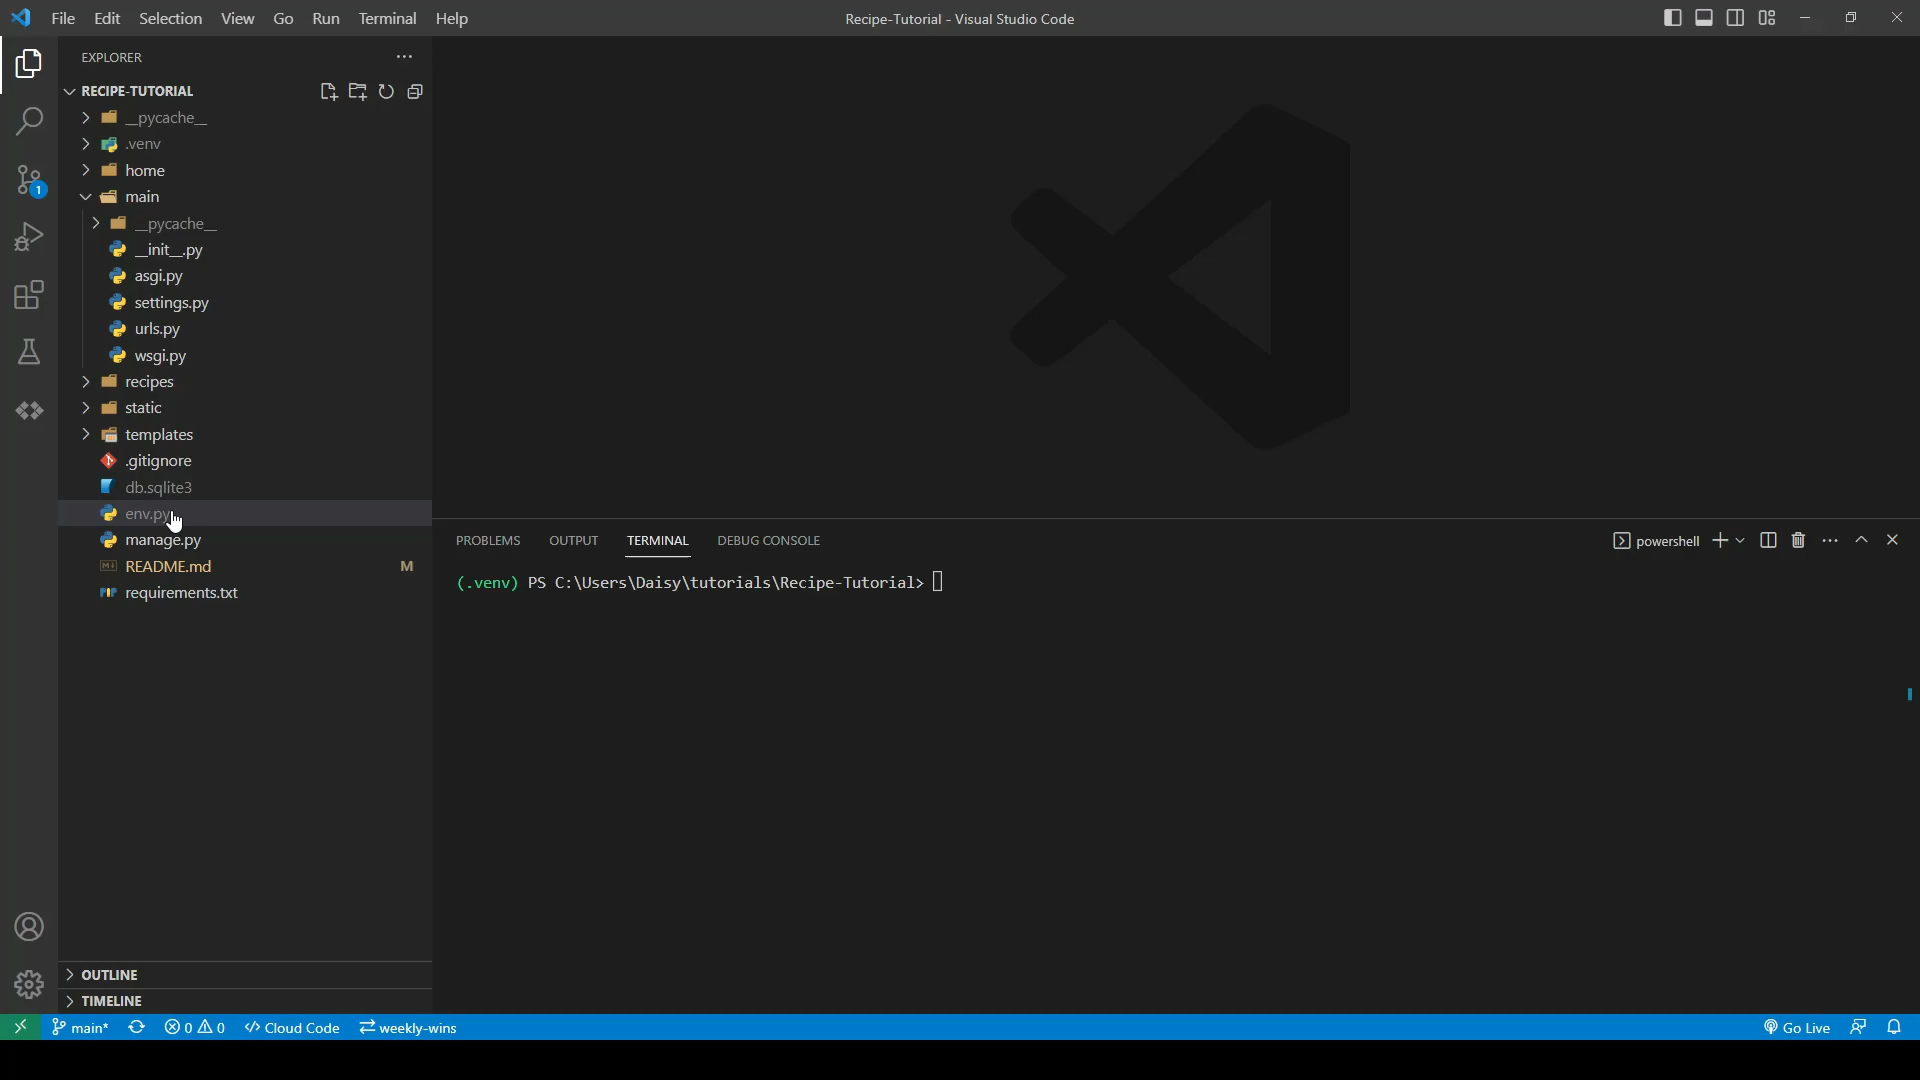 File Edit Selection View Go Run Terminal Help
Recipe-Tutorial - Visual Studio Code
EXPLORER
RECIPE-TUTORIAL
__pycache__
.venv
home
main
__pycache__
__init__.py
asgi.py
settings.py
urls.py
wsgi.py
recipes
static
templates
.gitignore
db.sqlite3
env.py
manage.py
README.md M
requirements.txt
OUTLINE
TIMELINE
PROBLEMS OUTPUT TERMINAL DEBUG CONSOLE
powershell
(.venv) PS C:\Users\Daisy\tutorials\Recipe-Tutorial>
1
main* 0 0 Cloud Code weekly-wins
Go Live